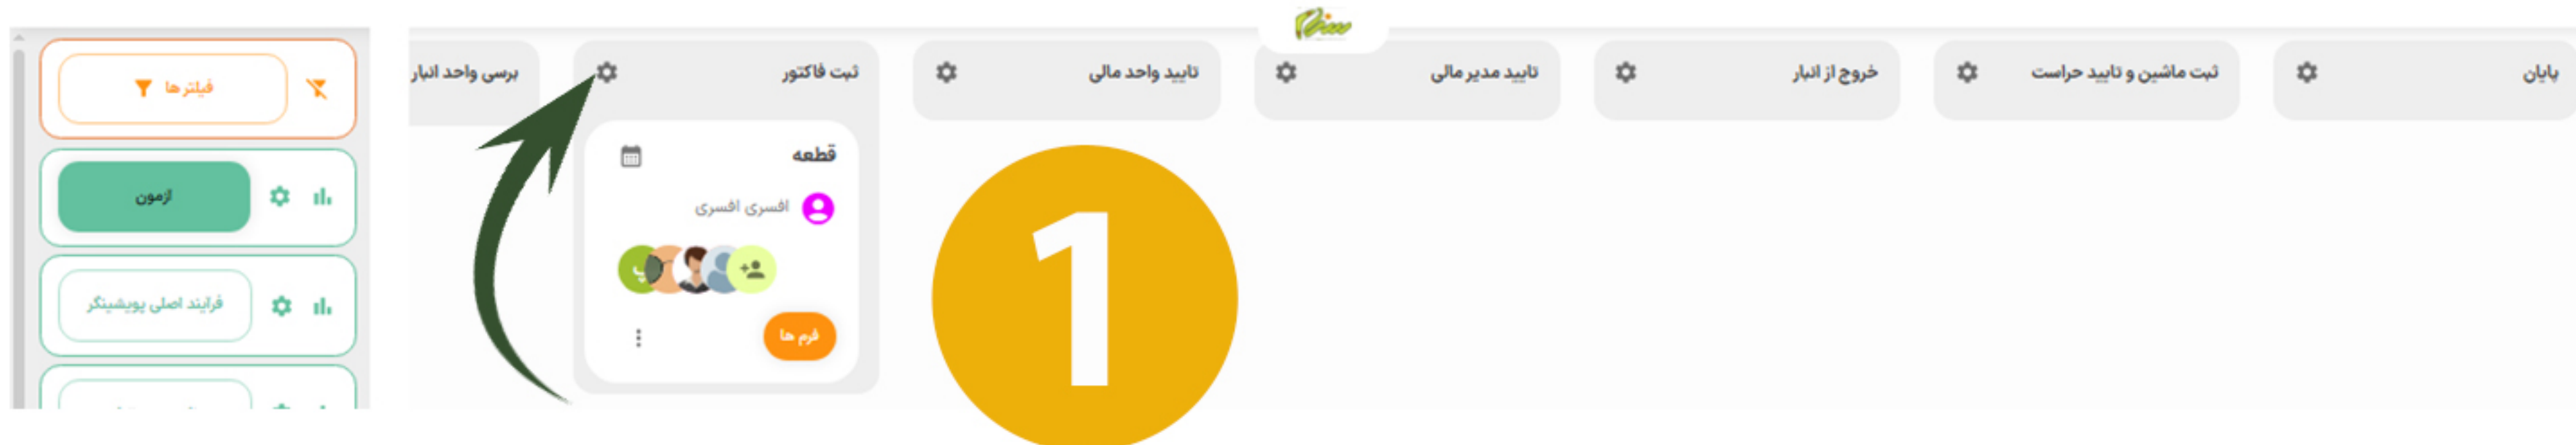 پایان
ثبت ماشین و تایید حراست
خروج از انبار
تایید مدیر مالی
تایید واحد مالی
ثبت فاکتور
برسی واحد انبار
قطعه
افسری افسری
پ
فرم ها
1
فیلتر ها
آزمون
فرآیند اصلی پویشینگر